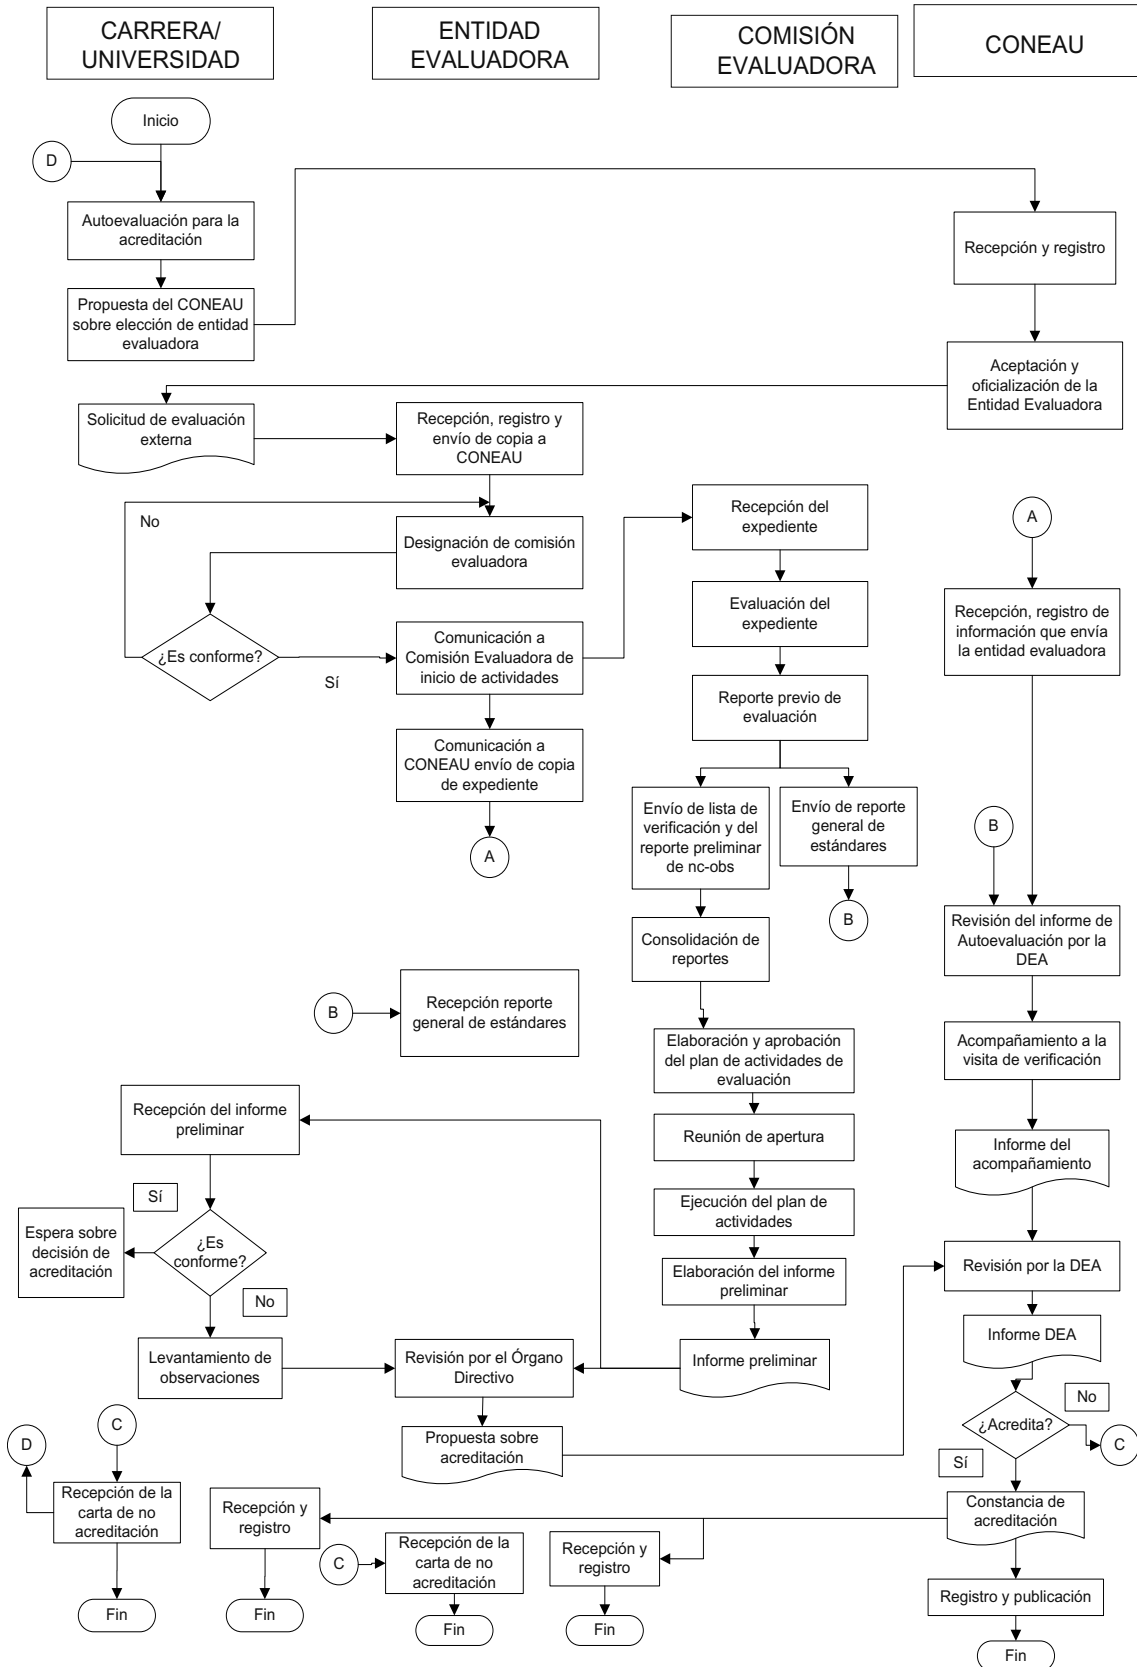 CARRERA/
UNIVERSIDAD
ENTIDAD
EVALUADORA
COMISIÓN
EVALUADORA
CONEAU
Inicio
D
Autoevaluación para la
acreditación
Recepción y registro
Propuesta del CONEAU
sobre elección de entidad
evaluadora
Aceptación y
oficialización de la
Entidad Evaluadora
Solicitud de evaluación
externa
Recepción, registro y
envío de copia a
CONEAU
No
Designación de comisión
evaluadora
Recepción del
expediente
A
¿Es conforme?
Sí
Comunicación a
Comisión Evaluadora de
inicio de actividades
Evaluación del
expediente
Recepción, registro de
información que envía
la entidad evaluadora
Reporte previo de
evaluación
Comunicación a
CONEAU envío de copia
de expediente
A
Envío de lista de
verificación y del
reporte preliminar
de nc-obs
Envío de reporte
general de
estándares
B
B
Consolidación de
reportes
Revisión del informe de
Autoevaluación por la
DEA
B
Recepción reporte
general de estándares
Elaboración y aprobación
del plan de actividades de
evaluación
Acompañamiento a la
visita de verificación
Recepción del informe
preliminar
Reunión de apertura
Informe del
acompañamiento
Sí
Ejecución del plan de
actividades
Espera sobre
decisión de
acreditación
¿Es
conforme?
No
Elaboración del informe
preliminar
Revisión por la DEA
Levantamiento de
observaciones
Revisión por el Órgano
Directivo
Informe preliminar
Informe DEA
No
¿Acredita?
C
Sí
D
C
Propuesta sobre
acreditación
Recepción de la
carta de no
acreditación
Recepción y
registro
C
Recepción de la
carta de no
acreditación
Recepción y
registro
Constancia de
acreditación
Registro y publicación
Fin
Fin
Fin
Fin
Fin